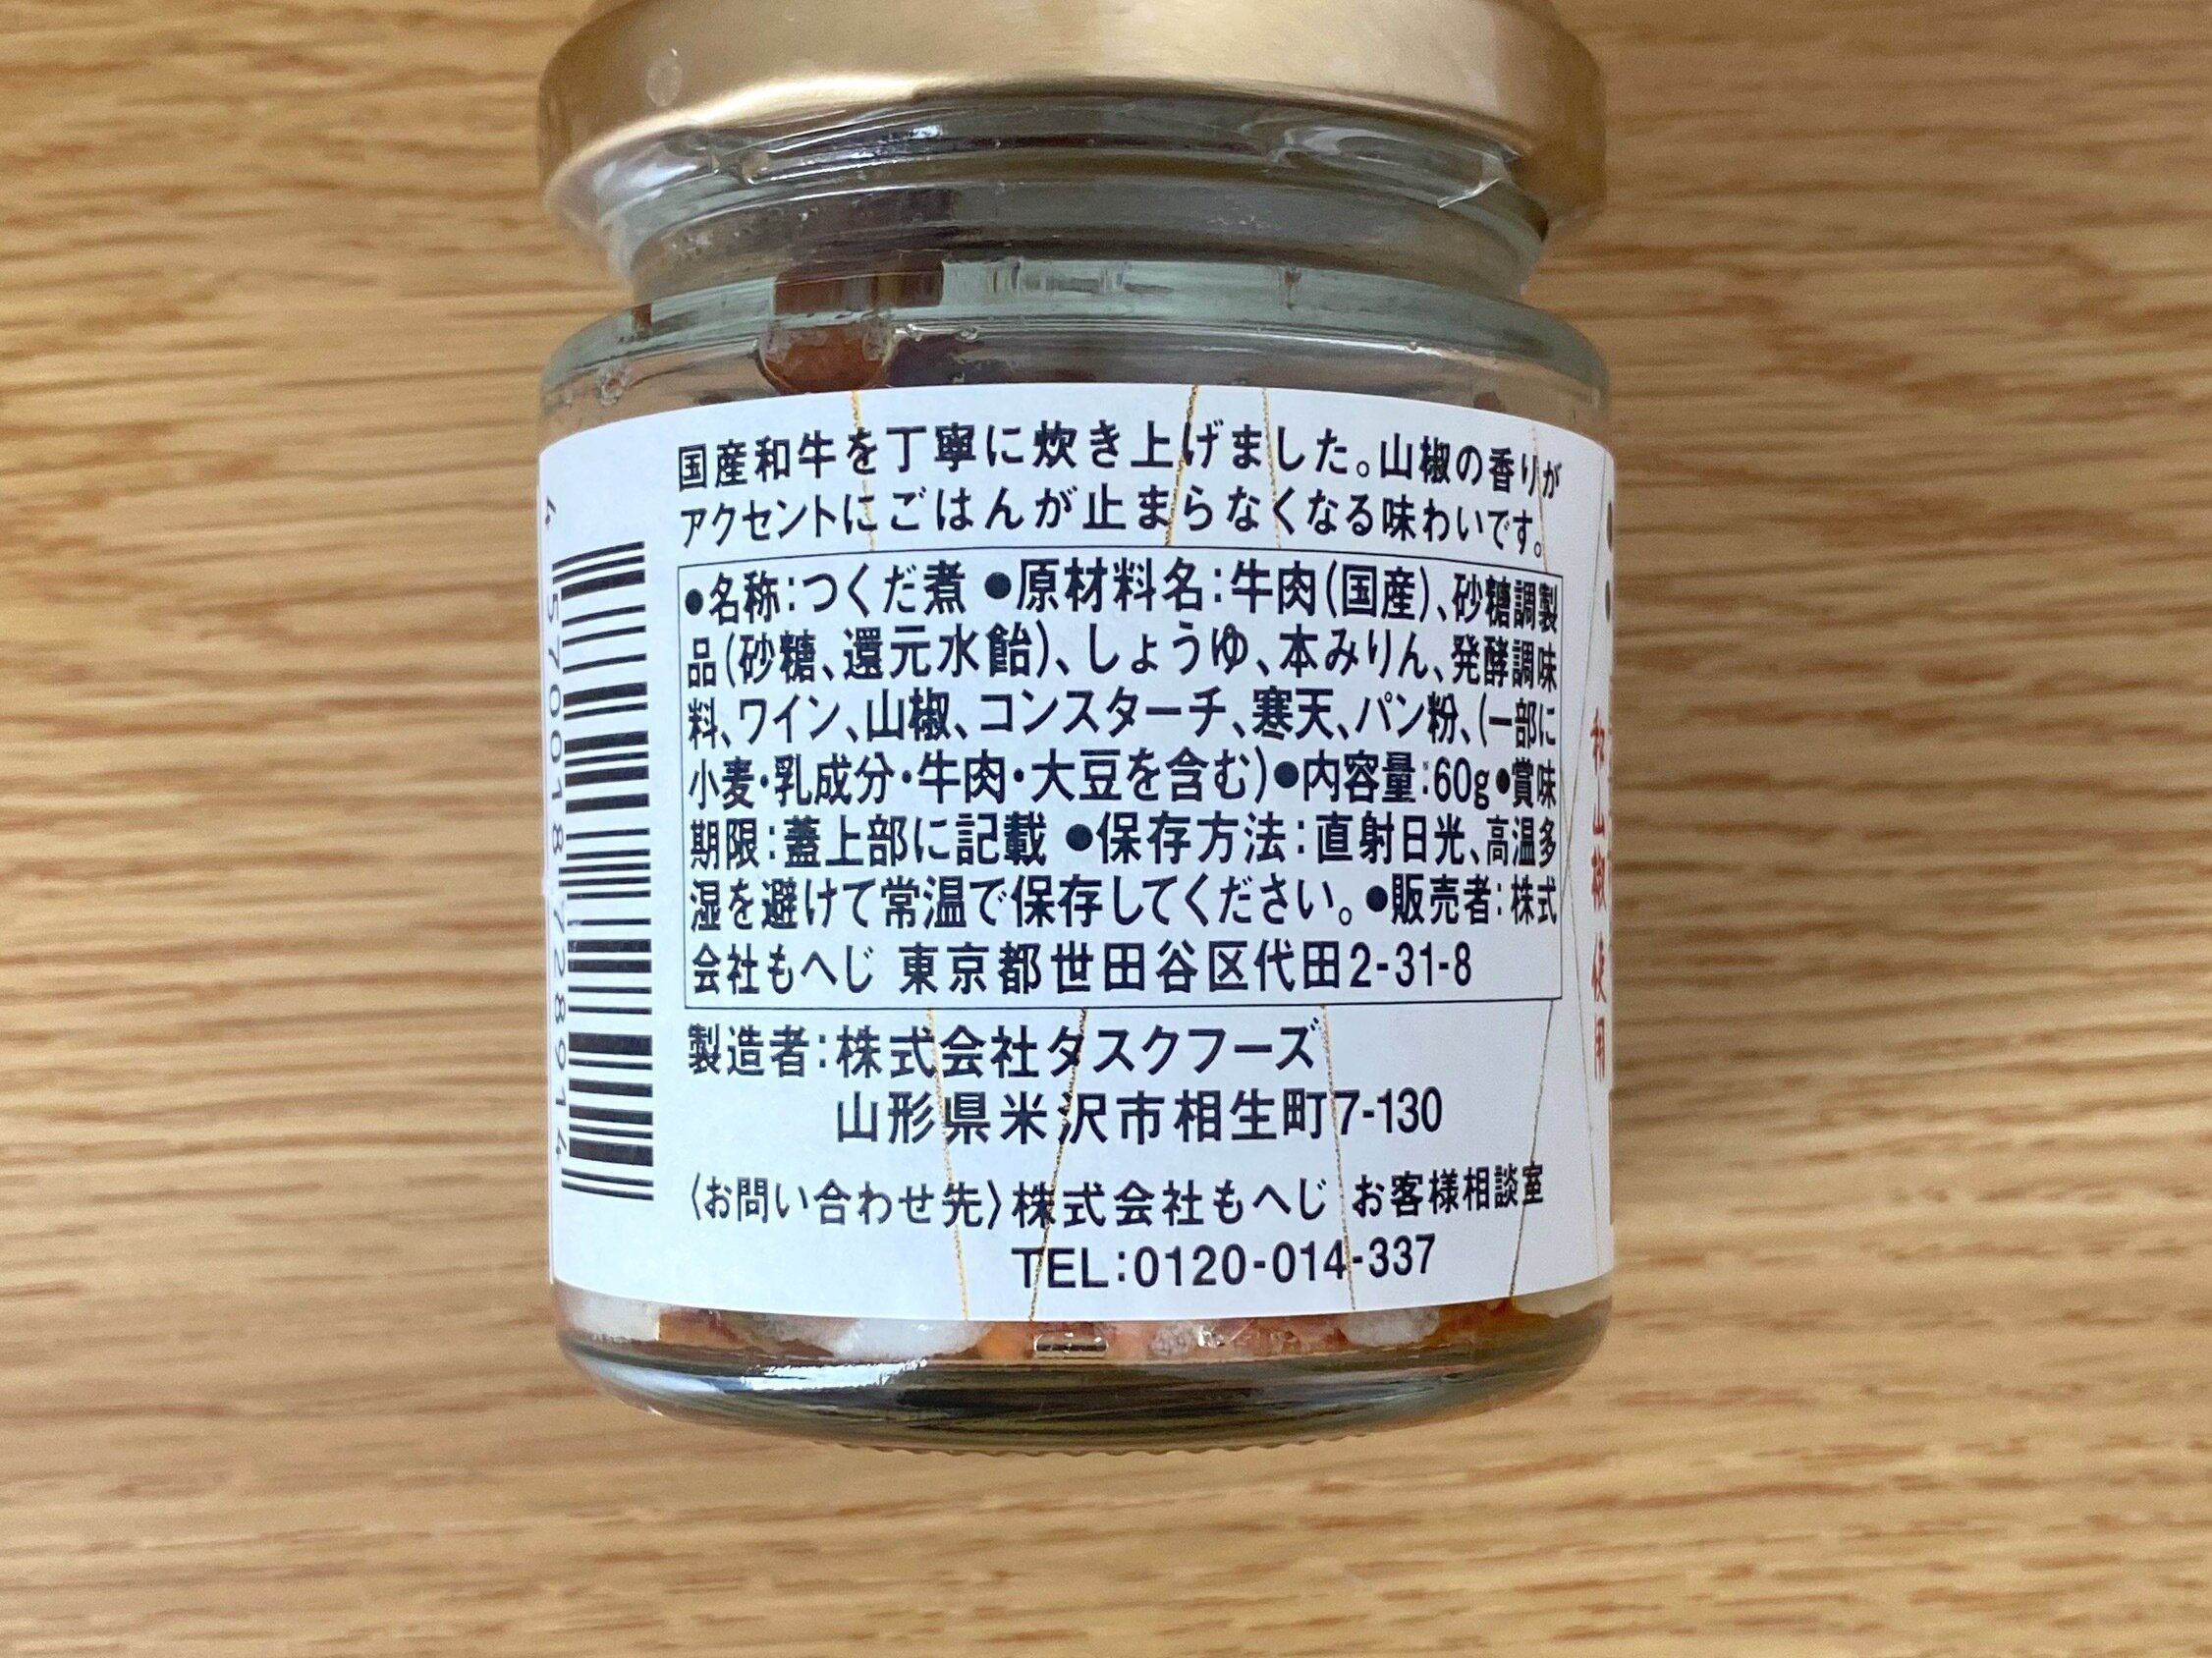 国産和牛を丁寧に炊き上げました。山椒の香りが
アクセントにごはんが止まらなくなる味わいです。
●名称:つくだ煮 ●原材料名:牛肉(国産)、砂糖調製
品(砂糖、還元水飴)、しょうゆ、本みりん、発酵調味
料、ワイン、山椒、コーンスターチ、寒天、パン粉、(一部に
小麦・乳成分・牛肉・大豆を含む)●内容量:60g●賞味
期限:蓋上部に記載 ●保存方法:直射日光、高温多
湿を避けて常温で保存してください。●販売者:株式
会社もへじ 東京都世田谷区代田2-31-8
製造者:株式会社タスクフーズ
山形県米沢市相生町7-130
〈お問い合わせ先〉株式会社もへじ お客様相談室
TEL:0120-014-337
4 570018 728914
和山椒使用